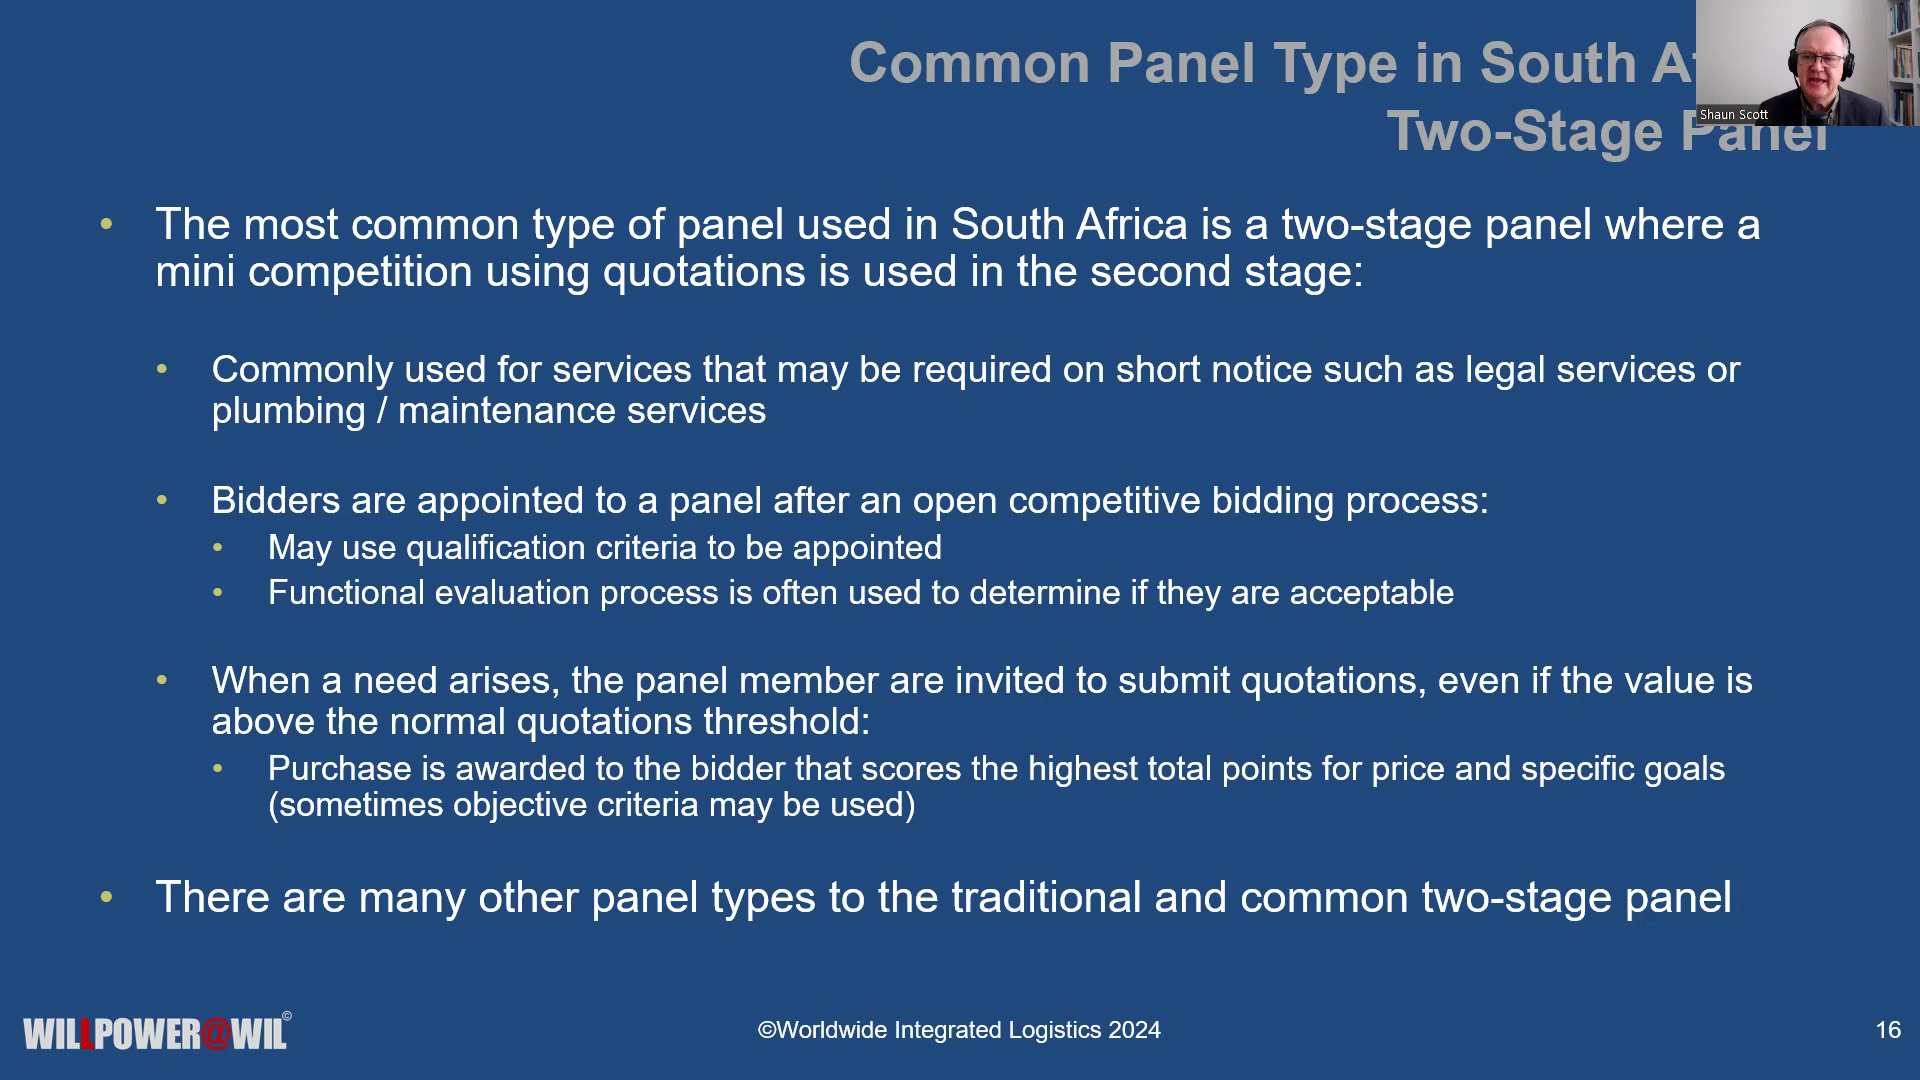 Common Panel Type in South
Shaun Scott
Two-Stage Panel
• The most common type of panel used in South Africa is a two-stage panel where a
mini competition using quotations is used in the second stage:
• Commonly used for services that may be required on short notice such as legal services or
plumbing / maintenance services
• Bidders are appointed to a panel after an open competitive bidding process:
• May use qualification criteria to be appointed
• Functional evaluation process is often used to determine if they are acceptable
• When a need arises, the panel member are invited to submit quotations, even if the value is
above the normal quotations threshold:
• Purchase is awarded to the bidder that scores the highest total points for price and specific goals
(sometimes objective criteria may be used)
• There are many other panel types to the traditional and common two-stage panel
WILLPOWER@WIL©
©Worldwide Integrated Logistics 2024
16